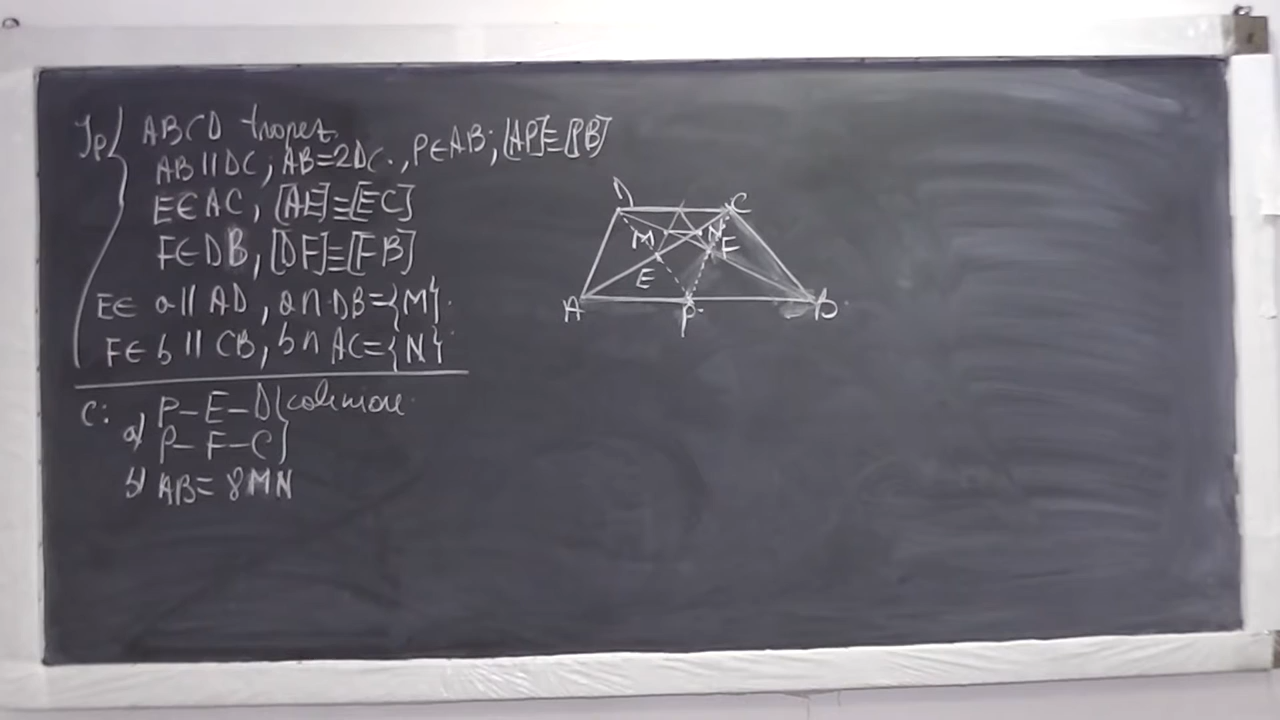 Ip { ABCD trapez
AB || DC ; AB=2DC., P∈AB; [AP]≡[PB]
E∈AC, [AE]≡[EC]
F∈DB, [DF]≡[FB]
E∈ a || AD, a∩DB={M}.
F∈ b || CB, b∩AC={N}
C: a) P-E-D } coliniare
P-F-C
b) AB= 8MN
D C
M N E
E
A P B